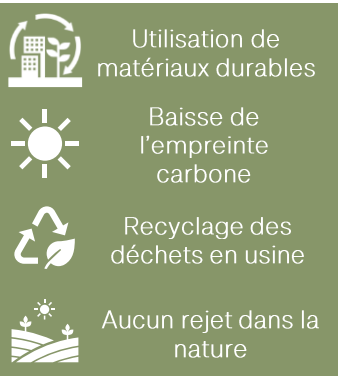 Utilisation de
matériaux durables
Baisse de
l'empreinte
carbone
Recyclage des
déchets en usine
Aucun rejet dans la
nature